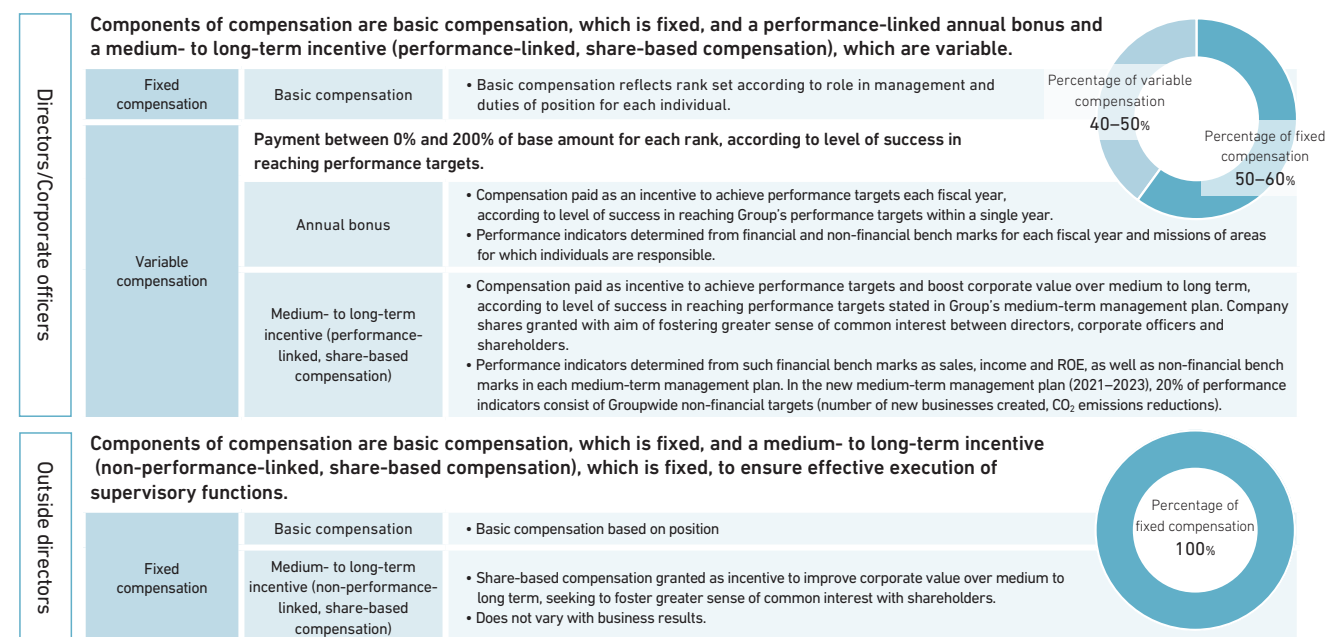 Directors/Corporate officers
Components of compensation are basic compensation, which is fixed, and a performance-linked annual bonus and
a medium- to long-term incentive (performance-linked, share-based compensation), which are variable.
Fixed
compensation
Basic compensation
• Basic compensation reflects rank set according to role in management and
duties of position for each individual.
Percentage of variable
compensation
40–50%
Percentage of fixed
compensation
50–60%
Variable
compensation
Payment between 0% and 200% of base amount for each rank, according to level of success in
reaching performance targets.
Annual bonus
• Compensation paid as an incentive to achieve performance targets each fiscal year,
according to level of success in reaching Group's performance targets within a single year.
• Performance indicators determined from financial and non-financial bench marks for each fiscal year and missions of areas
for which individuals are responsible.
Medium- to long-term
incentive (performance-
linked, share-based
compensation)
• Compensation paid as incentive to achieve performance targets and boost corporate value over medium to long term,
according to level of success in reaching performance targets stated in Group's medium-term management plan. Company
shares granted with aim of fostering greater sense of common interest between directors, corporate officers and
shareholders.
• Performance indicators determined from such financial bench marks as sales, income and ROE, as well as non-financial bench
marks in each medium-term management plan. In the new medium-term management plan (2021–2023), 20% of performance
indicators consist of Groupwide non-financial targets (number of new businesses created, CO₂ emissions reductions).
Outside directors
Components of compensation are basic compensation, which is fixed, and a medium- to long-term incentive
(non-performance-linked, share-based compensation), which is fixed, to ensure effective execution of
supervisory functions.
Fixed
compensation
Basic compensation
• Basic compensation based on position
Medium- to long-term
incentive (non-performance-
linked, share-based
compensation)
• Share-based compensation granted as incentive to improve corporate value over medium to
long term, seeking to foster greater sense of common interest with shareholders.
• Does not vary with business results.
Percentage of
fixed compensation
100%